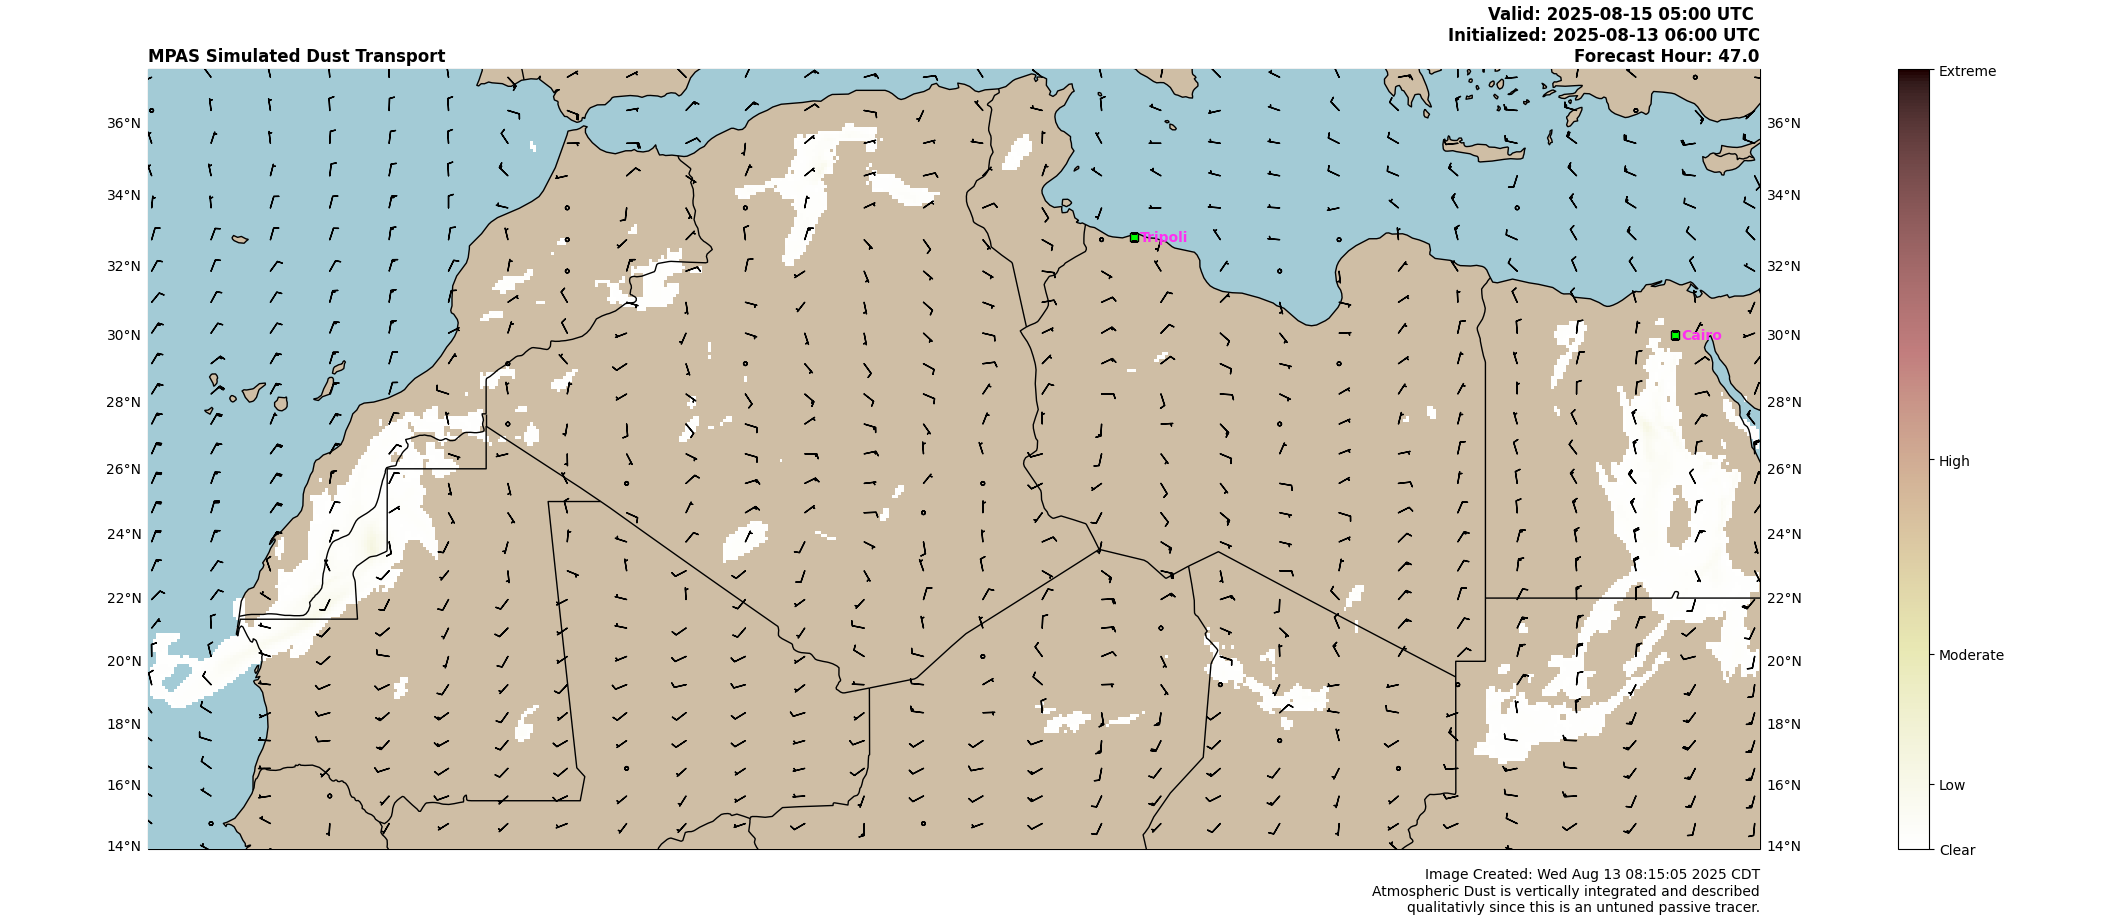 Valid: 2025-08-15 05:00 UTC
Initialized: 2025-08-13 06:00 UTC
MPAS Simulated Dust Transport
Forecast Hour: 47.0
Extreme
36°N
36°N
34°N
34°N
Tripoli
32°N
32°N
30°N
Cairo
30°N
28°N
28°N
26°N
26°N
High
24°N
24°N
22°N
22°N
20°N
20°N
Moderate
18°N
18°N
16°N
16°N
Low
14°N
14°N
Clear
Image Created: Wed Aug 13 08:15:05 2025 CDT
Atmospheric Dust is vertically integrated and described
qualitativly since this is an untuned passive tracer.